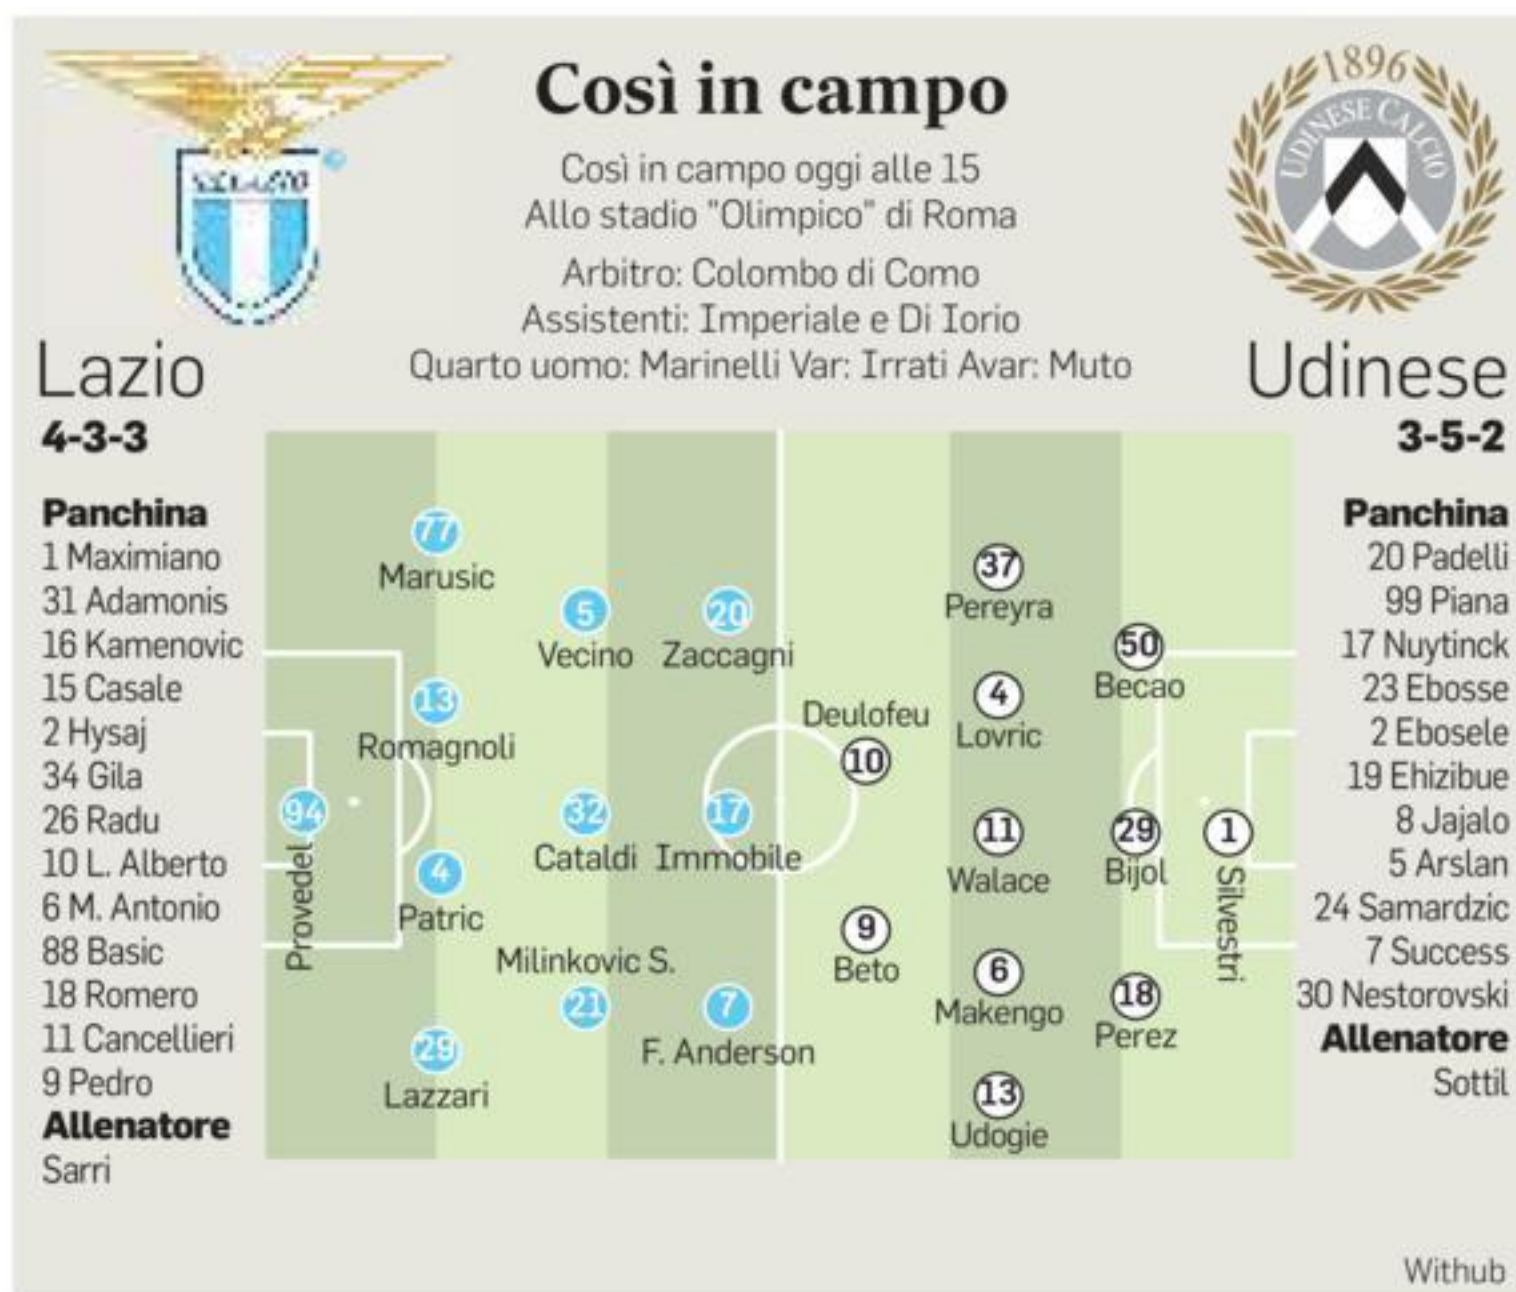 Così in campo
Così in campo oggi alle 15
Allo stadio "Olimpico" di Roma
Arbitro: Colombo di Como
Assistenti: Imperiale e Di Iorio
Quarto uomo: Marinelli Var: Irrati Avar: Muto
1896
UDINESE CALCIO
S.S. LAZIO
Lazio
4-3-3
Panchina
1 Maximiano
31 Adamonis
16 Kamenovic
15 Casale
2 Hysaj
34 Gila
26 Radu
10 L. Alberto
6 M. Antonio
88 Basic
18 Romero
11 Cancellieri
9 Pedro
Allenatore
Sarri
94
Provedel
77
Marusic
13
Romagnoli
4
Patric
29
Lazzari
5
Vecino
32
Cataldi
Milinkovic S.
21
20
Zaccagni
17
Immobile
7
F. Anderson
Deulofeu
10
9
Beto
37
Pereyra
4
Lovric
11
Walace
6
Makengo
13
Udogie
50
Becao
29
Bijol
18
Perez
1
Silvestri
Udinese
3-5-2
Panchina
20 Padelli
99 Piana
17 Nuytinck
23 Ebosse
2 Ebosele
19 Ehizibue
8 Jajalo
5 Arslan
24 Samardzic
7 Success
30 Nestorovski
Allenatore
Sottil
Withub